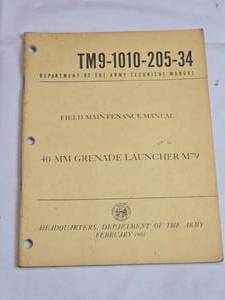 TM9-1010-205-34
DEPARTMENT OF THE ARMY TECHNICAL MANUAL
FIELD MAINTENANCE MANUAL
40-MM GRENADE LAUNCHER M79
HEADQUARTERS, DEPARTMENT OF THE ARMY
FEBRUARY